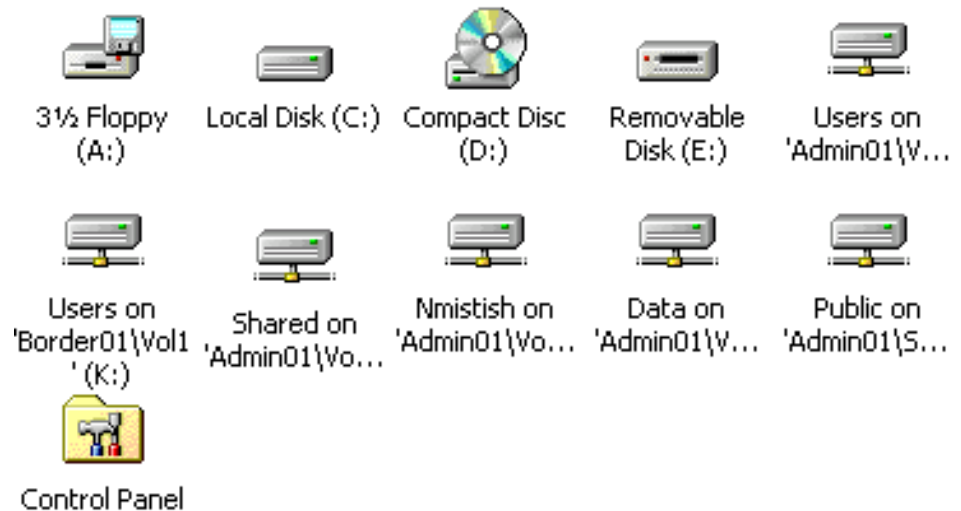 3½ Floppy
(A:)
Local Disk (C:)
Compact Disc
(D:)
Removable
Disk (E:)
Users on
'Admin01\V...
Users on
'Border01\Vol1
' (K:)
Shared on
'Admin01\Vo...
Nmistish on
'Admin01\Vo...
Data on
'Admin01\V...
Public on
'Admin01\S...
Control Panel